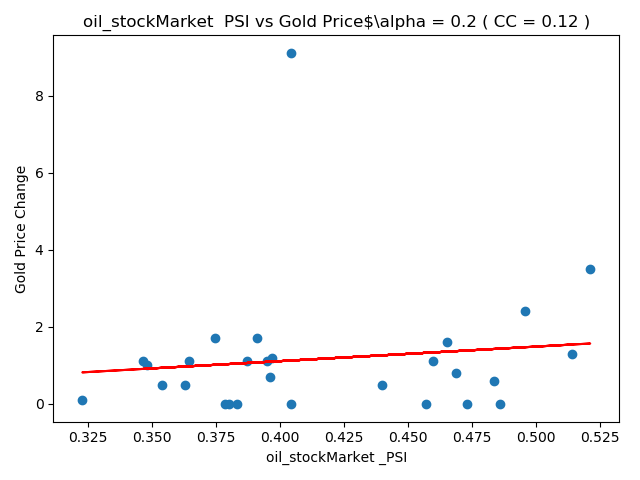 oil_stockMarket  PSI vs Gold Price$\alpha = 0.2 ( CC = 0.12 )
Gold Price Change
8
6
4
2
0
0.325 0.350 0.375 0.400 0.425 0.450 0.475 0.500 0.525
oil_stockMarket _PSI